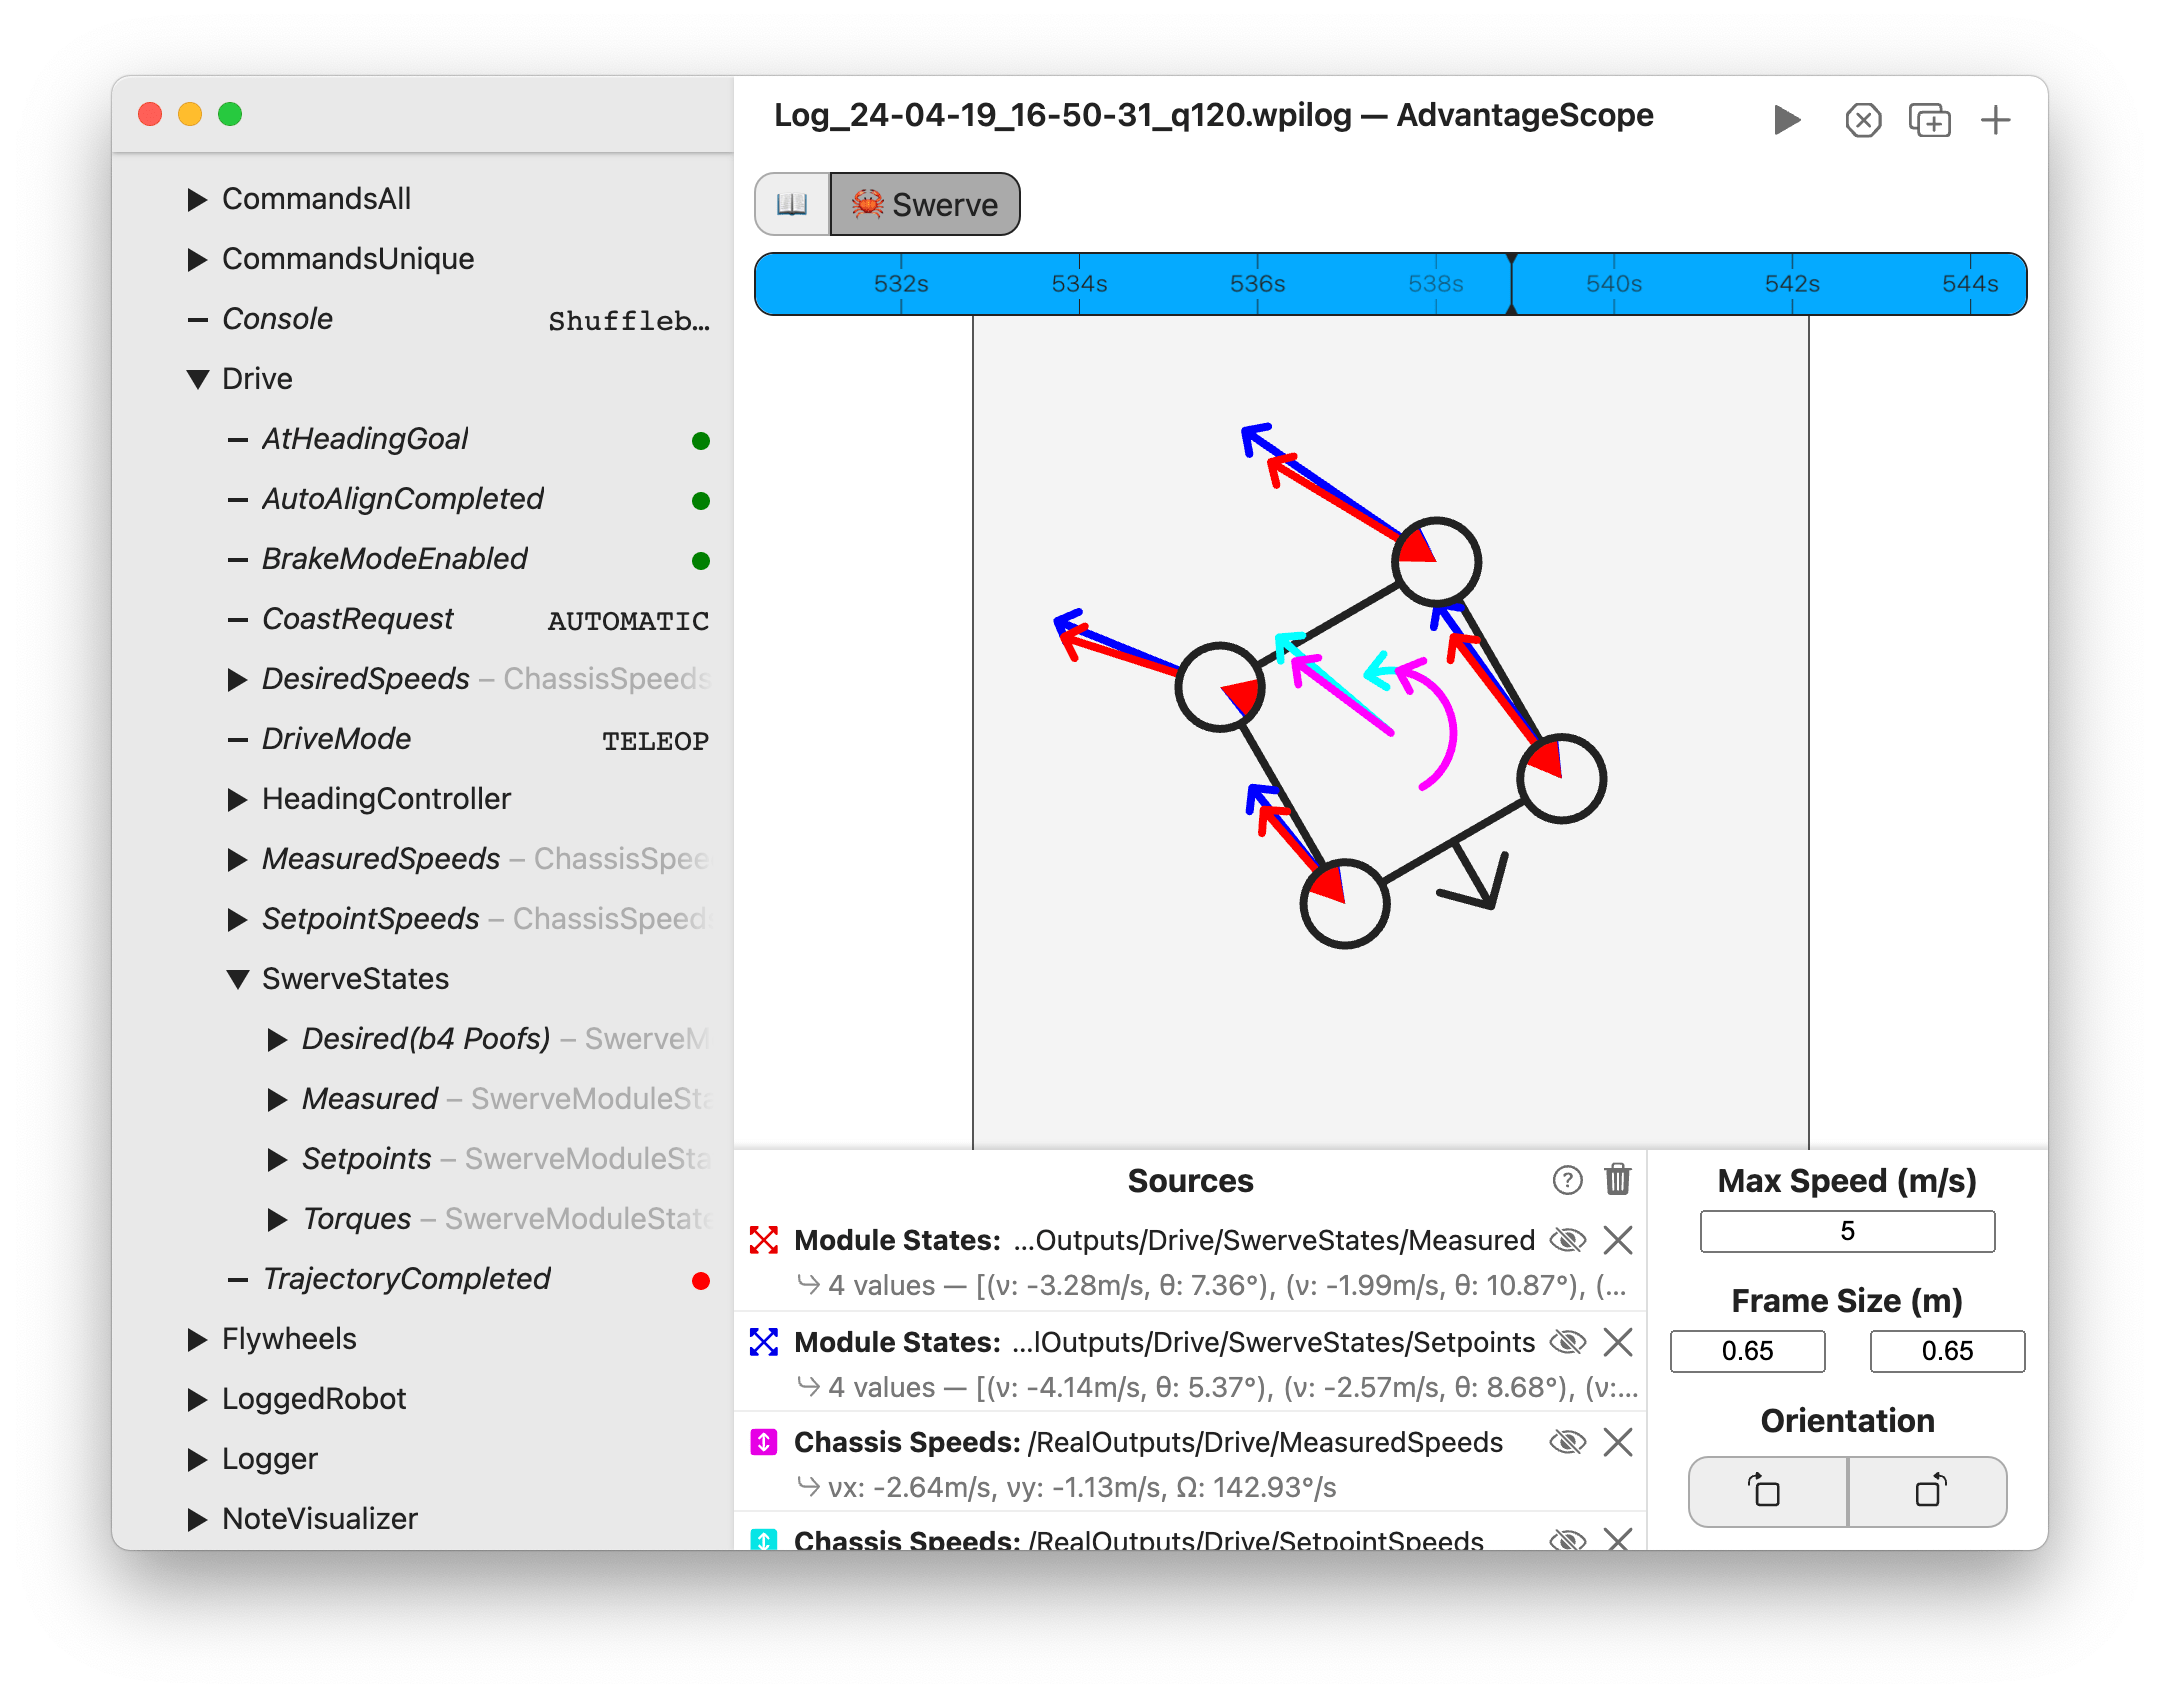 Log_24-04-19_16-50-31_q120.wpilog — AdvantageScope
CommandsAll
CommandsUnique
Console Shuffleb…
Drive
AtHeadingGoal
AutoAlignCompleted
BrakeModeEnabled
CoastRequest AUTOMATIC
DesiredSpeeds – ChassisSpeeds
DriveMode TELEOP
HeadingController
MeasuredSpeeds – ChassisSpee
SetpointSpeeds – ChassisSpeed
SwerveStates
Desired(b4 Poofs) – SwerveM
Measured – SwerveModuleSta
Setpoints – SwerveModuleSta
Torques – SwerveModuleState
TrajectoryCompleted
Flywheels
LoggedRobot
Logger
NoteVisualizer
Swerve
532s 534s 536s 538s 540s 542s 544s
Sources
Module States: ...Outputs/Drive/SwerveStates/Measured
4 values — [(v: -3.28m/s, θ: 7.36°), (v: -1.99m/s, θ: 10.87°), (...
Module States: ...lOutputs/Drive/SwerveStates/Setpoints
4 values — [(v: -4.14m/s, θ: 5.37°), (v: -2.57m/s, θ: 8.68°), (v:...
Chassis Speeds: /RealOutputs/Drive/MeasuredSpeeds
vx: -2.64m/s, vy: -1.13m/s, Ω: 142.93°/s
Chassis Speeds: /RealOutputs/Drive/SetpointSpeeds
Max Speed (m/s)
5
Frame Size (m)
0.65 0.65
Orientation